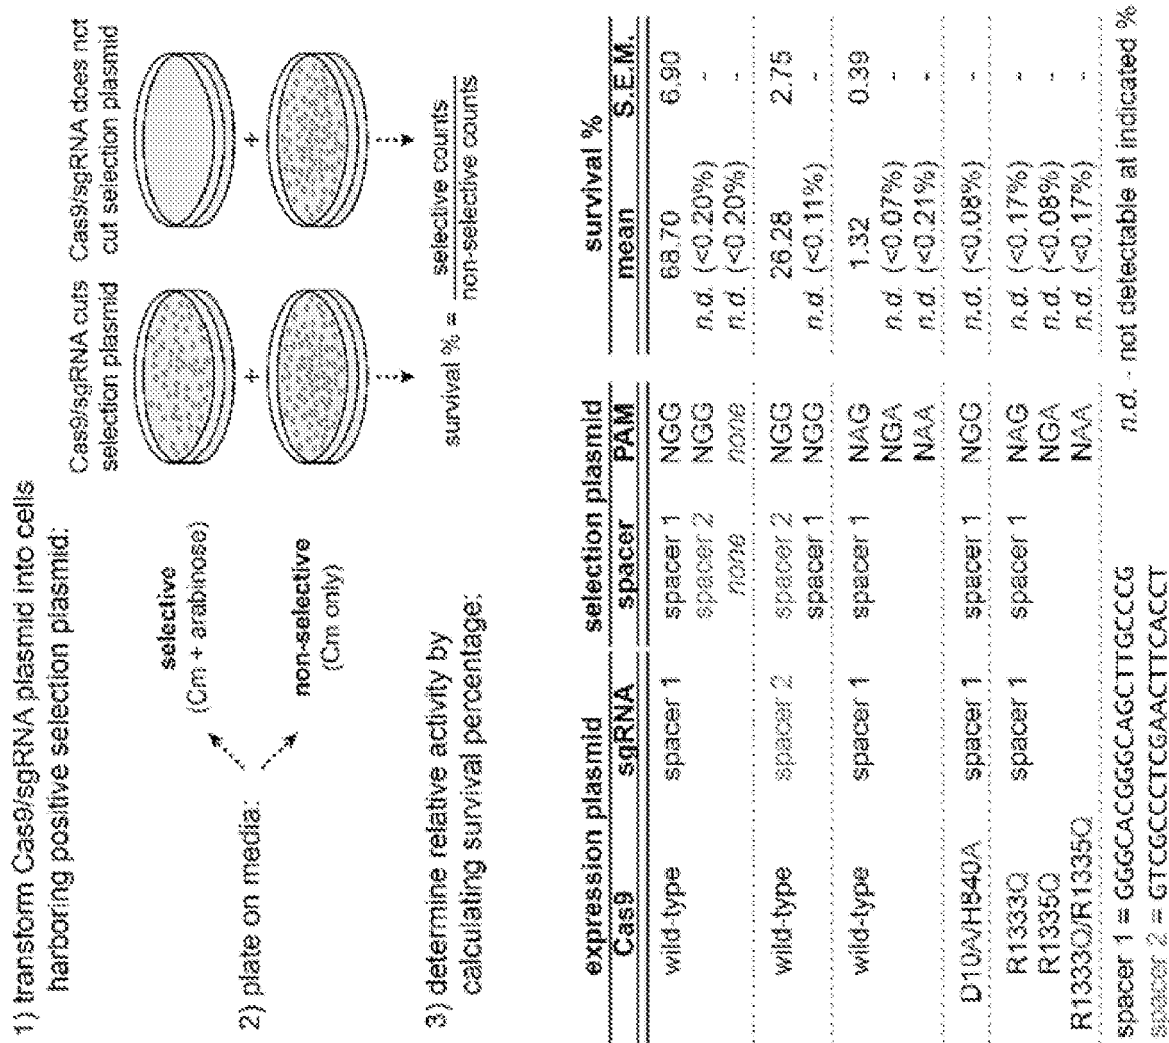 1) transform Cas9/sgRNA plasmid into cells
harboring positive selection plasmid:
Cas9/sgRNA cuts
selection plasmid
Cas9/sgRNA does not
cut selection plasmid
2) plate on media:
selective
(Cm + arabinose)
+
+
non-selective
(Cm only)
3) determine relative activity by
calculating survival percentage:
survival % = selective counts
non-selective counts
expression plasmid selection plasmid survival %
Cas9 sgRNA spacer PAM mean S.E.M.
wild-type spacer 1 spacer 1 NGG 68.70 6.90
spacer 2 NGG n.d. (<0.20%) -
none none n.d. (<0.20%) -
wild-type spacer 2 spacer 2 NGG 26.28 2.75
spacer 1 NGG n.d. (<0.11%) -
wild-type spacer 1 spacer 1 NAG 1.32 0.39
NGA n.d. (<0.07%) -
NAA n.d. (<0.21%) -
D10A/H840A spacer 1 spacer 1 NGG n.d. (<0.08%) -
R1333Q spacer 1 spacer 1 NAG n.d. (<0.17%) -
R1335Q NGA n.d. (<0.08%) -
R1333Q/R1335Q NAA n.d. (<0.17%) -
spacer 1 = GGGCACGGGCAGCTTGCCCG
n.d. - not detectable at indicated %
spacer 2 = GTCGCCCTCGAACTTCACCT